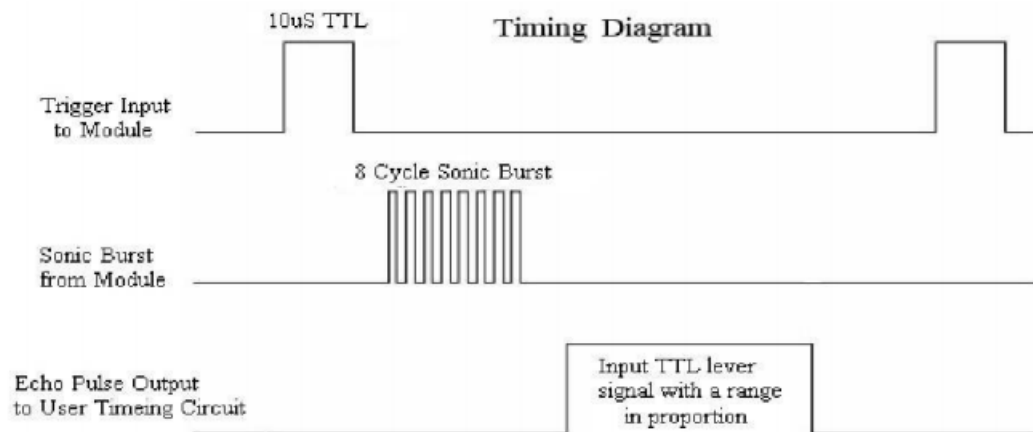 10uS TTL
Timing Diagram
Trigger Input
to Module
8 Cycle Sonic Burst
Sonic Burst
from Module
Echo Pulse Output
to User Timeing Circuit
Input TTL lever
signal with a range
in proportion